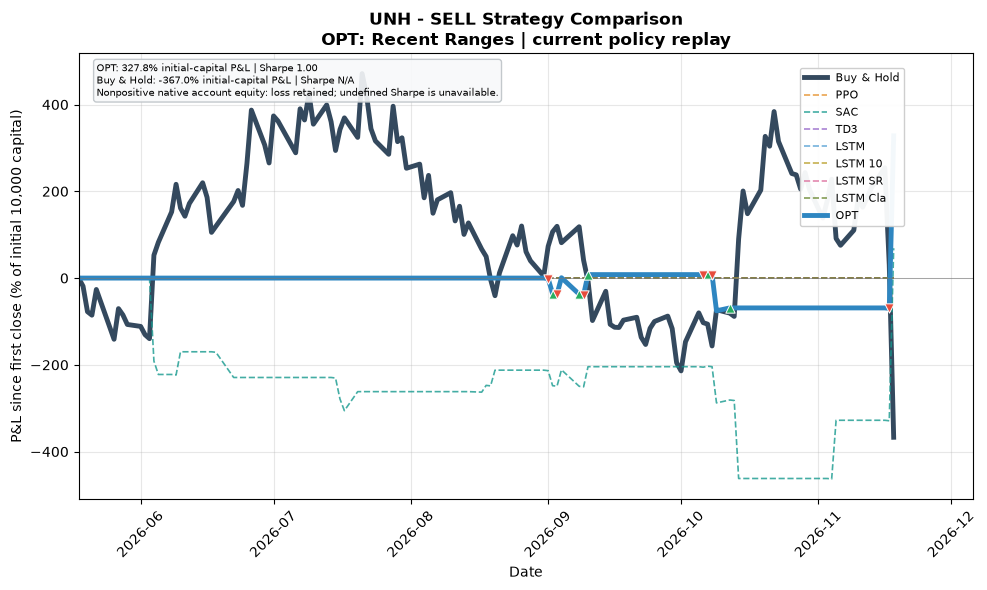 UNH - SELL Strategy Comparison
OPT: Recent Ranges | current policy replay
OPT: 327.8% initial-capital P&L | Sharpe 1.00
Buy & Hold: -367.0% initial-capital P&L | Sharpe N/A
Nonpositive native account equity: loss retained; undefined Sharpe is unavailable.
Buy & Hold
PPO
SAC
TD3
LSTM
LSTM 10
LSTM SR
LSTM Cla
OPT
P&L since first close (% of initial 10,000 capital)
400
200
0
−200
−400
2026-06
2026-07
2026-08
2026-09
2026-10
2026-11
2026-12
Date